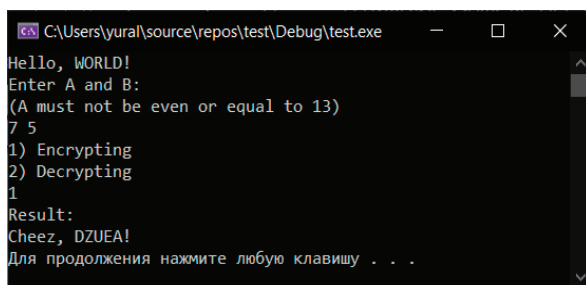 C:\Users\yural\source\repos\test\Debug\test.exe
Hello, WORLD!
Enter A and B:
(A must not be even or equal to 13)
7 5
1) Encrypting
2) Decrypting
1
Result:
Cheez, DZUEA!
Для продолжения нажмите любую клавишу . . .